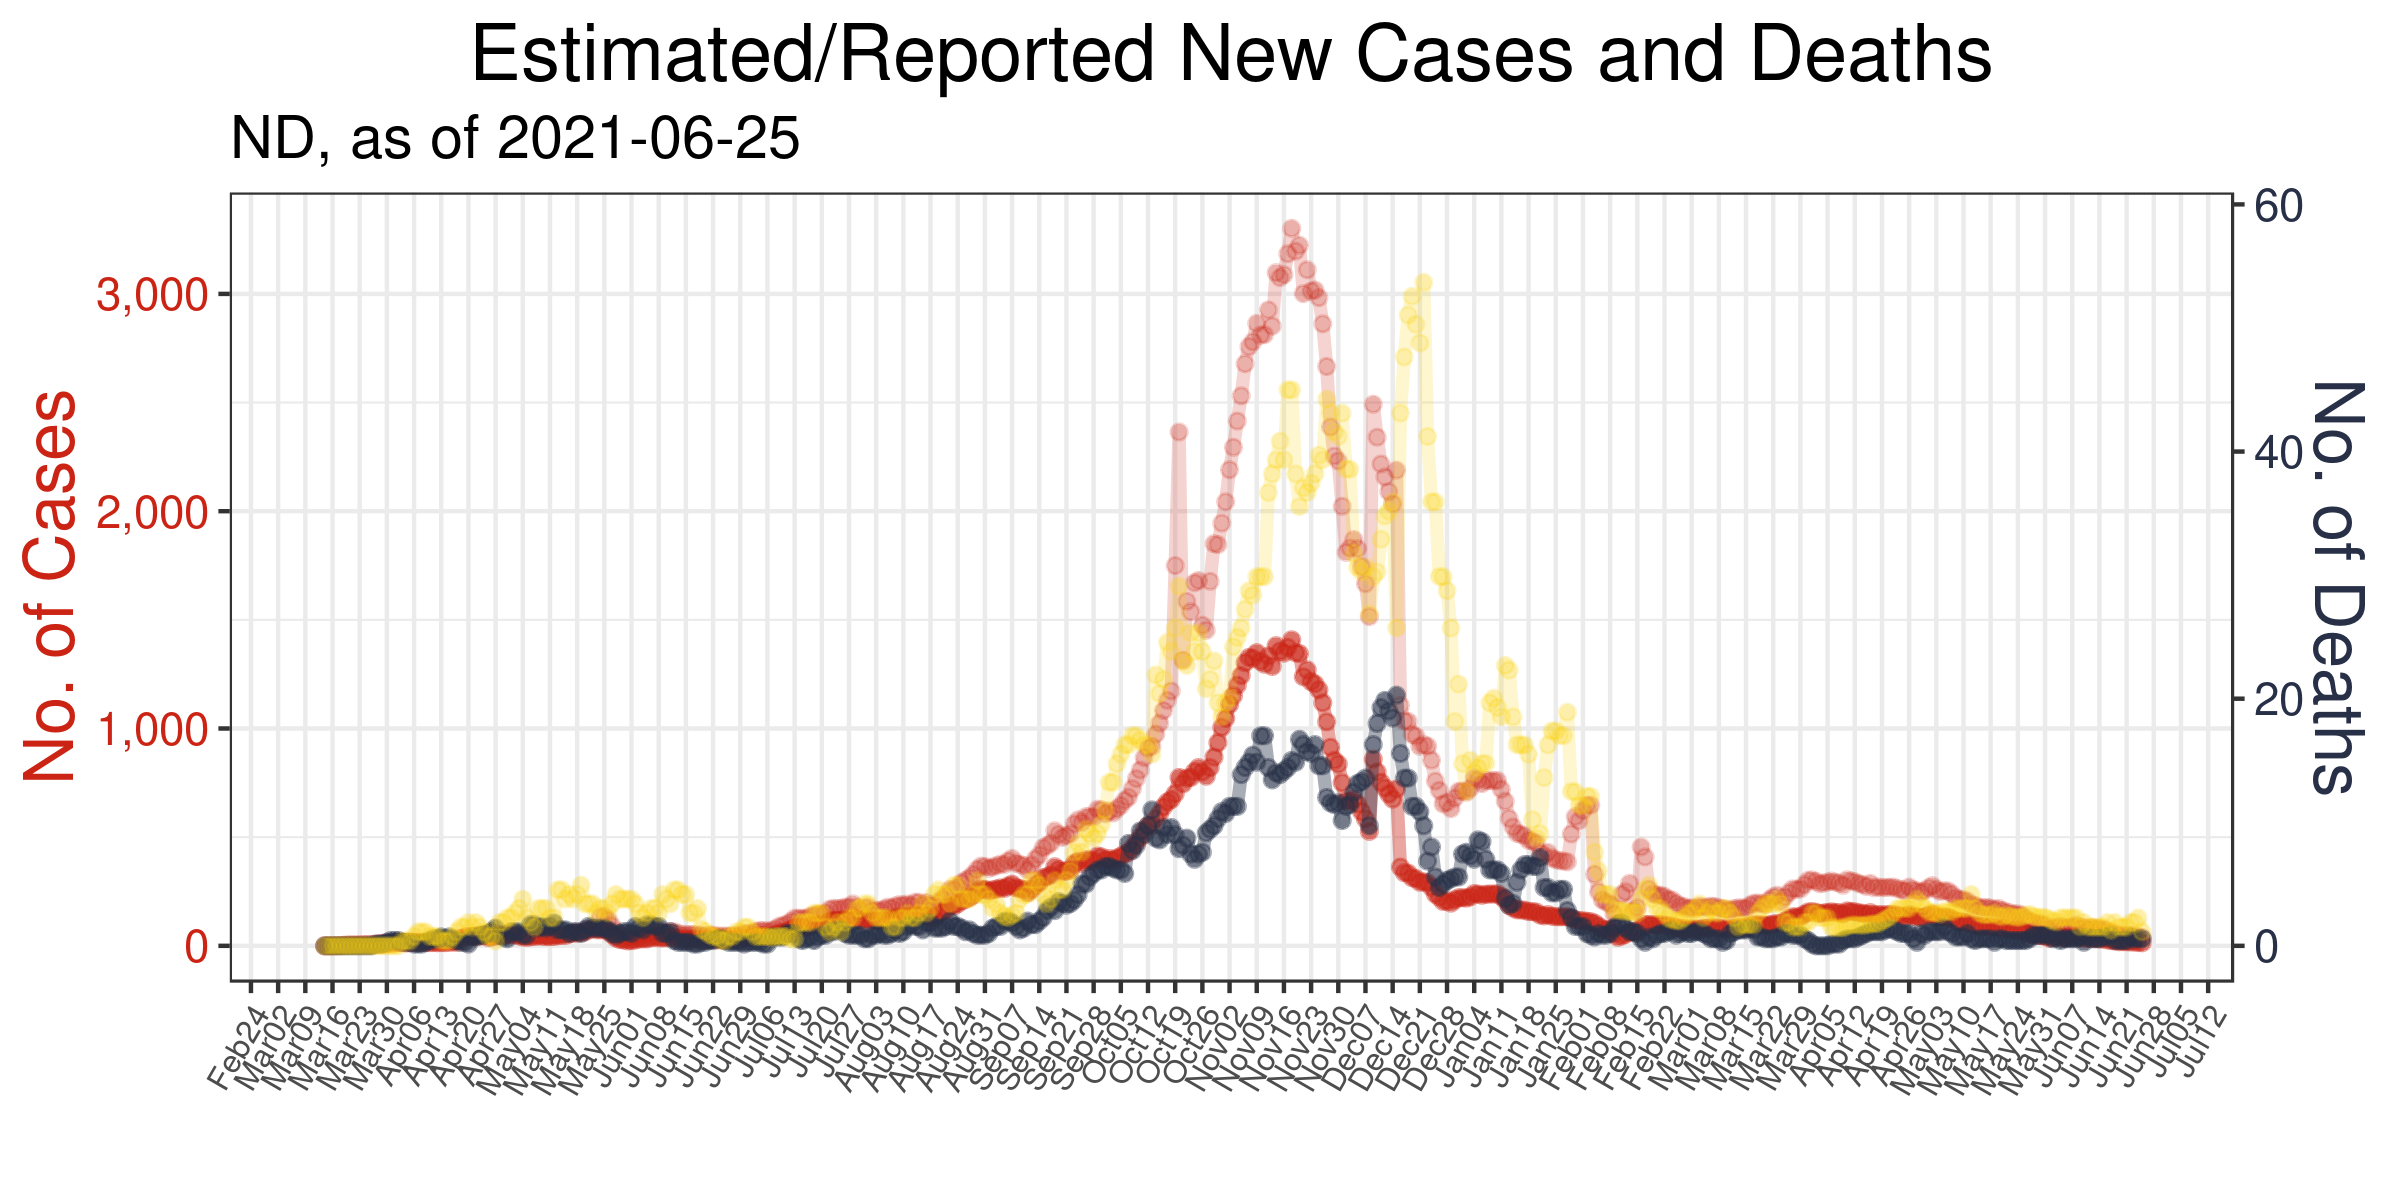 Estimated/Reported New Cases and Deaths
ND, as of 2021-06-25
No. of Cases
3,000
2,000
1,000
0
60
40
20
0
No. of Deaths
Feb24
Mar02
Mar09
Mar16
Mar23
Mar30
Apr06
Apr13
Apr20
Apr27
May04
May11
May18
May25
Jun01
Jun08
Jun15
Jun22
Jun29
Jul06
Jul13
Jul20
Jul27
Aug03
Aug10
Aug17
Aug24
Aug31
Sep07
Sep14
Sep21
Sep28
Oct05
Oct12
Oct19
Oct26
Nov02
Nov09
Nov16
Nov23
Nov30
Dec07
Dec14
Dec21
Dec28
Jan04
Jan11
Jan18
Jan25
Feb01
Feb08
Feb15
Feb22
Mar01
Mar08
Mar15
Mar22
Mar29
Apr05
Apr12
Apr19
Apr26
May03
May10
May17
May24
May31
Jun07
Jun14
Jun21
Jun28
Jul05
Jul12